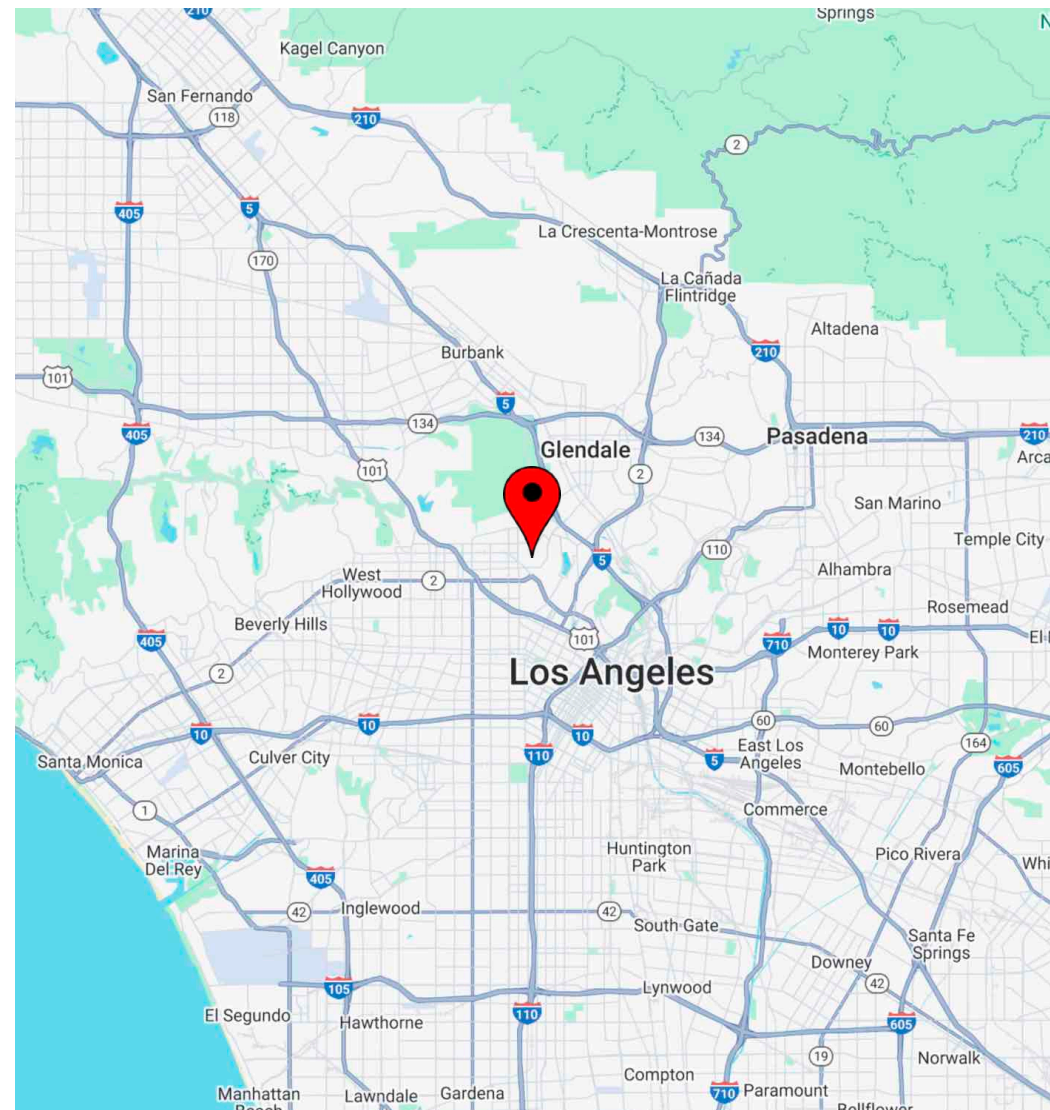 210
Springs
N
Kagel Canyon
San Fernando
118
210
2
405
5
La Crescenta-Montrose
170
La Cañada
Flintridge
Altadena
Burbank
210
101
5
134
134
405
Glendale
Pasadena
210
101
2
Arca
San Marino
Temple City
110
5
West
Hollywood
2
Alhambra
Rosemead
Beverly Hills
101
10
10
405
710
El
Monterey Park
2
Los Angeles
10
10
10
60
60
164
110
5
East Los
Angeles
605
Santa Monica
Culver City
Montebello
1
Commerce
Marina
Del Rey
Huntington
Park
Pico Rivera
Whi
405
42
Inglewood
42
South Gate
Santa Fe
Springs
Downey
42
105
Lynwood
El Segundo
Hawthorne
110
605
19
Norwalk
Compton
Manhattan
Beach
Lawndale
Gardena
710
Paramount
Bellflower